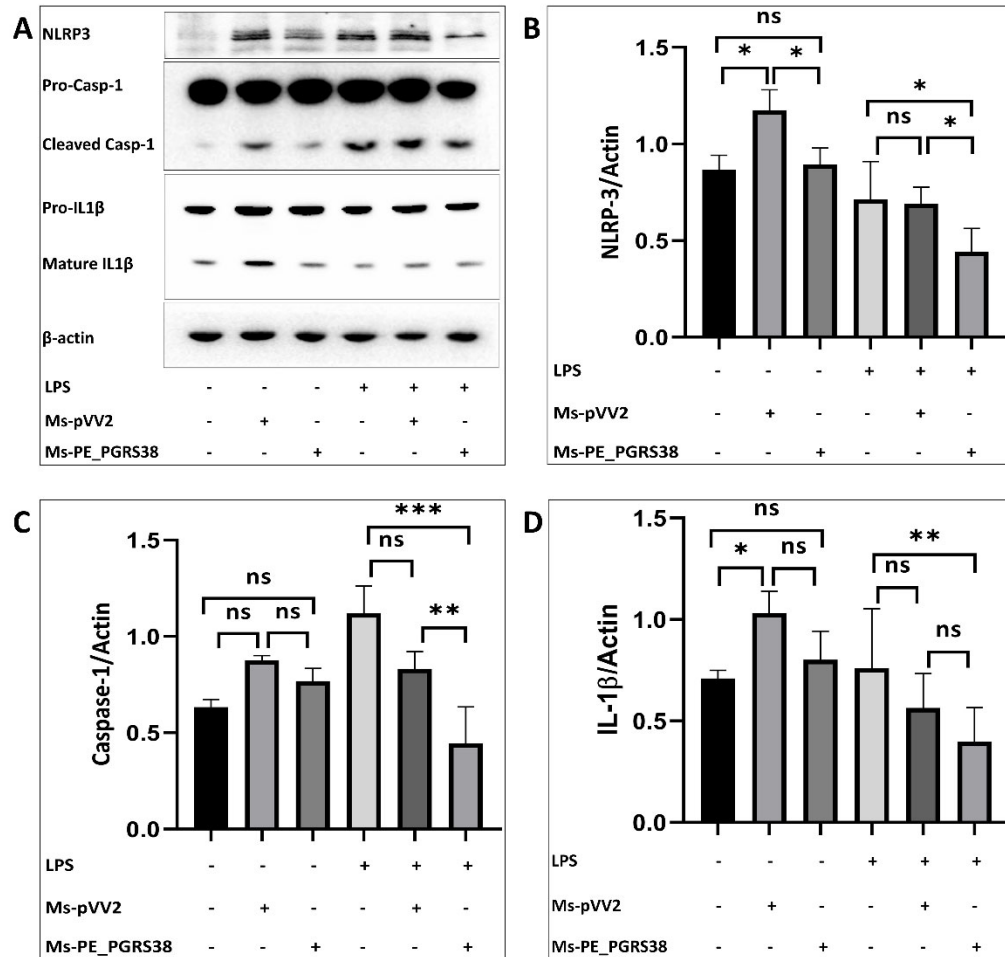 A
NLRP3
Pro-Casp-1
Cleaved Casp-1
Pro-IL1β
Mature IL1β
β-actin
LPS - - - + + +
Ms-pVV2 - + - - + -
Ms-PE_PGRS38 - - + - - +
B
ns
* *
*
ns *
1.5
1.0
0.5
0.0
NLRP-3/Actin
LPS - - - + + +
Ms-pVV2 - + - - + -
Ms-PE_PGRS38 - - + - - +
C
***
ns
ns
ns ns
**
1.5
1.0
0.5
0.0
Caspase-1/Actin
LPS - - - + + +
Ms-pVV2 - + - - + -
Ms-PE_PGRS38 - - + - - +
D
ns
* ns
**
ns
ns
1.5
1.0
0.5
0.0
IL-1β/Actin
LPS - - - + + +
Ms-pVV2 - + - - + -
Ms-PE_PGRS38 - - + - - +